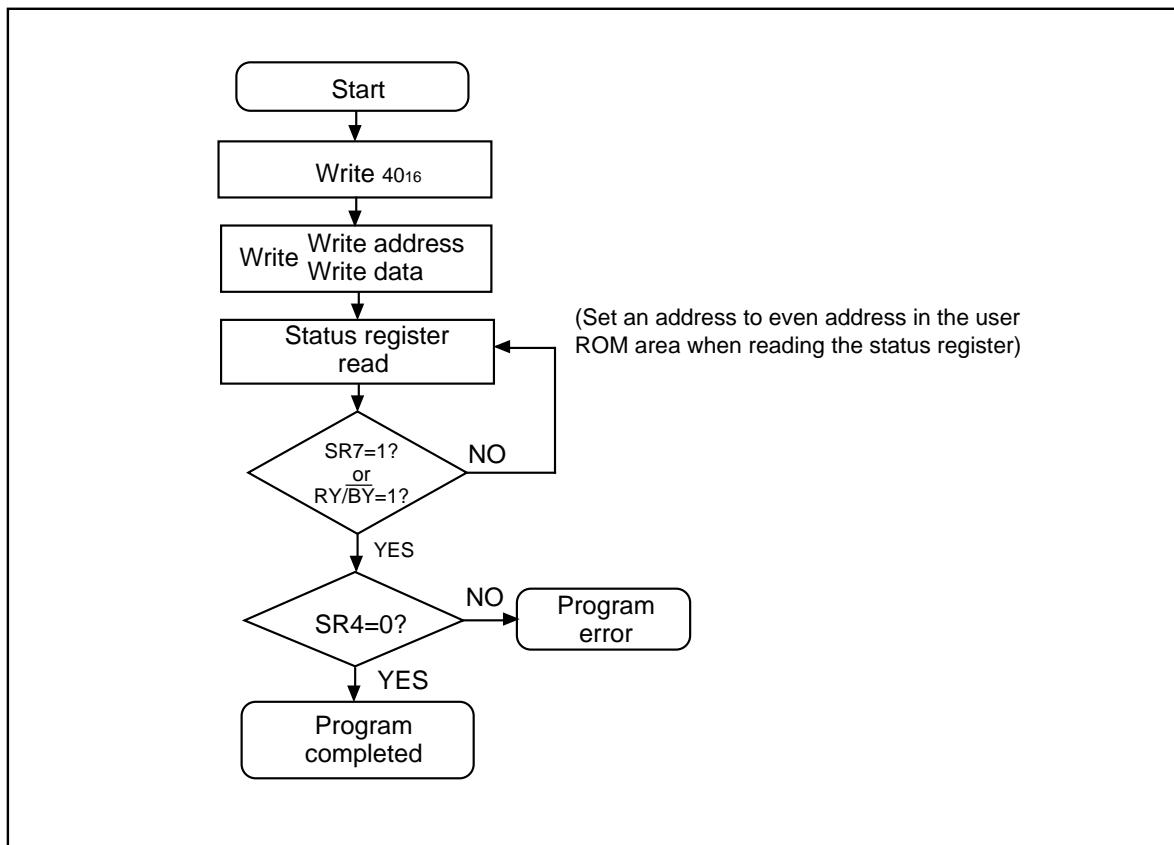 Start
Write 40₁₆
Write Write address
Write data
Status register
read
(Set an address to even address in the user
ROM area when reading the status register)
SR7=1?
or
RY/B̅Y̅=1?
NO
YES
SR4=0?
NO
Program
error
YES
Program
completed